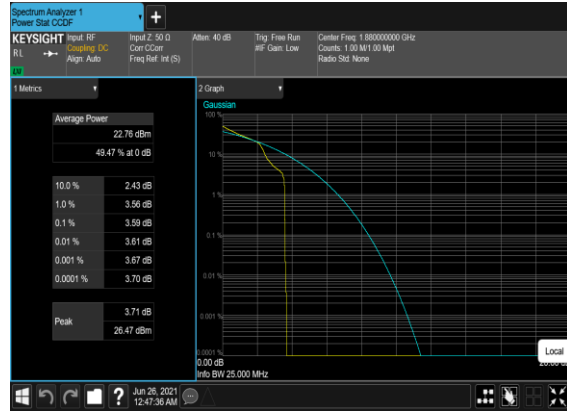 Spectrum Analyzer 1
Power Stat CCDF
KEYSIGHT
RL
Input: RF
Coupling: DC
Align: Auto
Input Z: 50 Ω
Corr CCorr
Freq Ref: Int (S)
Atten: 40 dB
Trig: Free Run
#IF Gain: Low
Center Freq: 1.880000000 GHz
Counts: 1.00 M/1.00 Mpt
Radio Std: None
1 Metrics
Average Power
22.76 dBm
49.47 % at 0 dB
10.0 % 2.43 dB
1.0 % 3.56 dB
0.1 % 3.59 dB
0.01 % 3.61 dB
0.001 % 3.67 dB
0.0001 % 3.70 dB
Peak
3.71 dB
26.47 dBm
2 Graph
Gaussian
100 %
10 %
1 %
0.1 %
0.01 %
0.001 %
0.0001 %
0.00 dB
Info BW 25.000 MHz
Local
?
Jun 26, 2021
12:47:36 AM